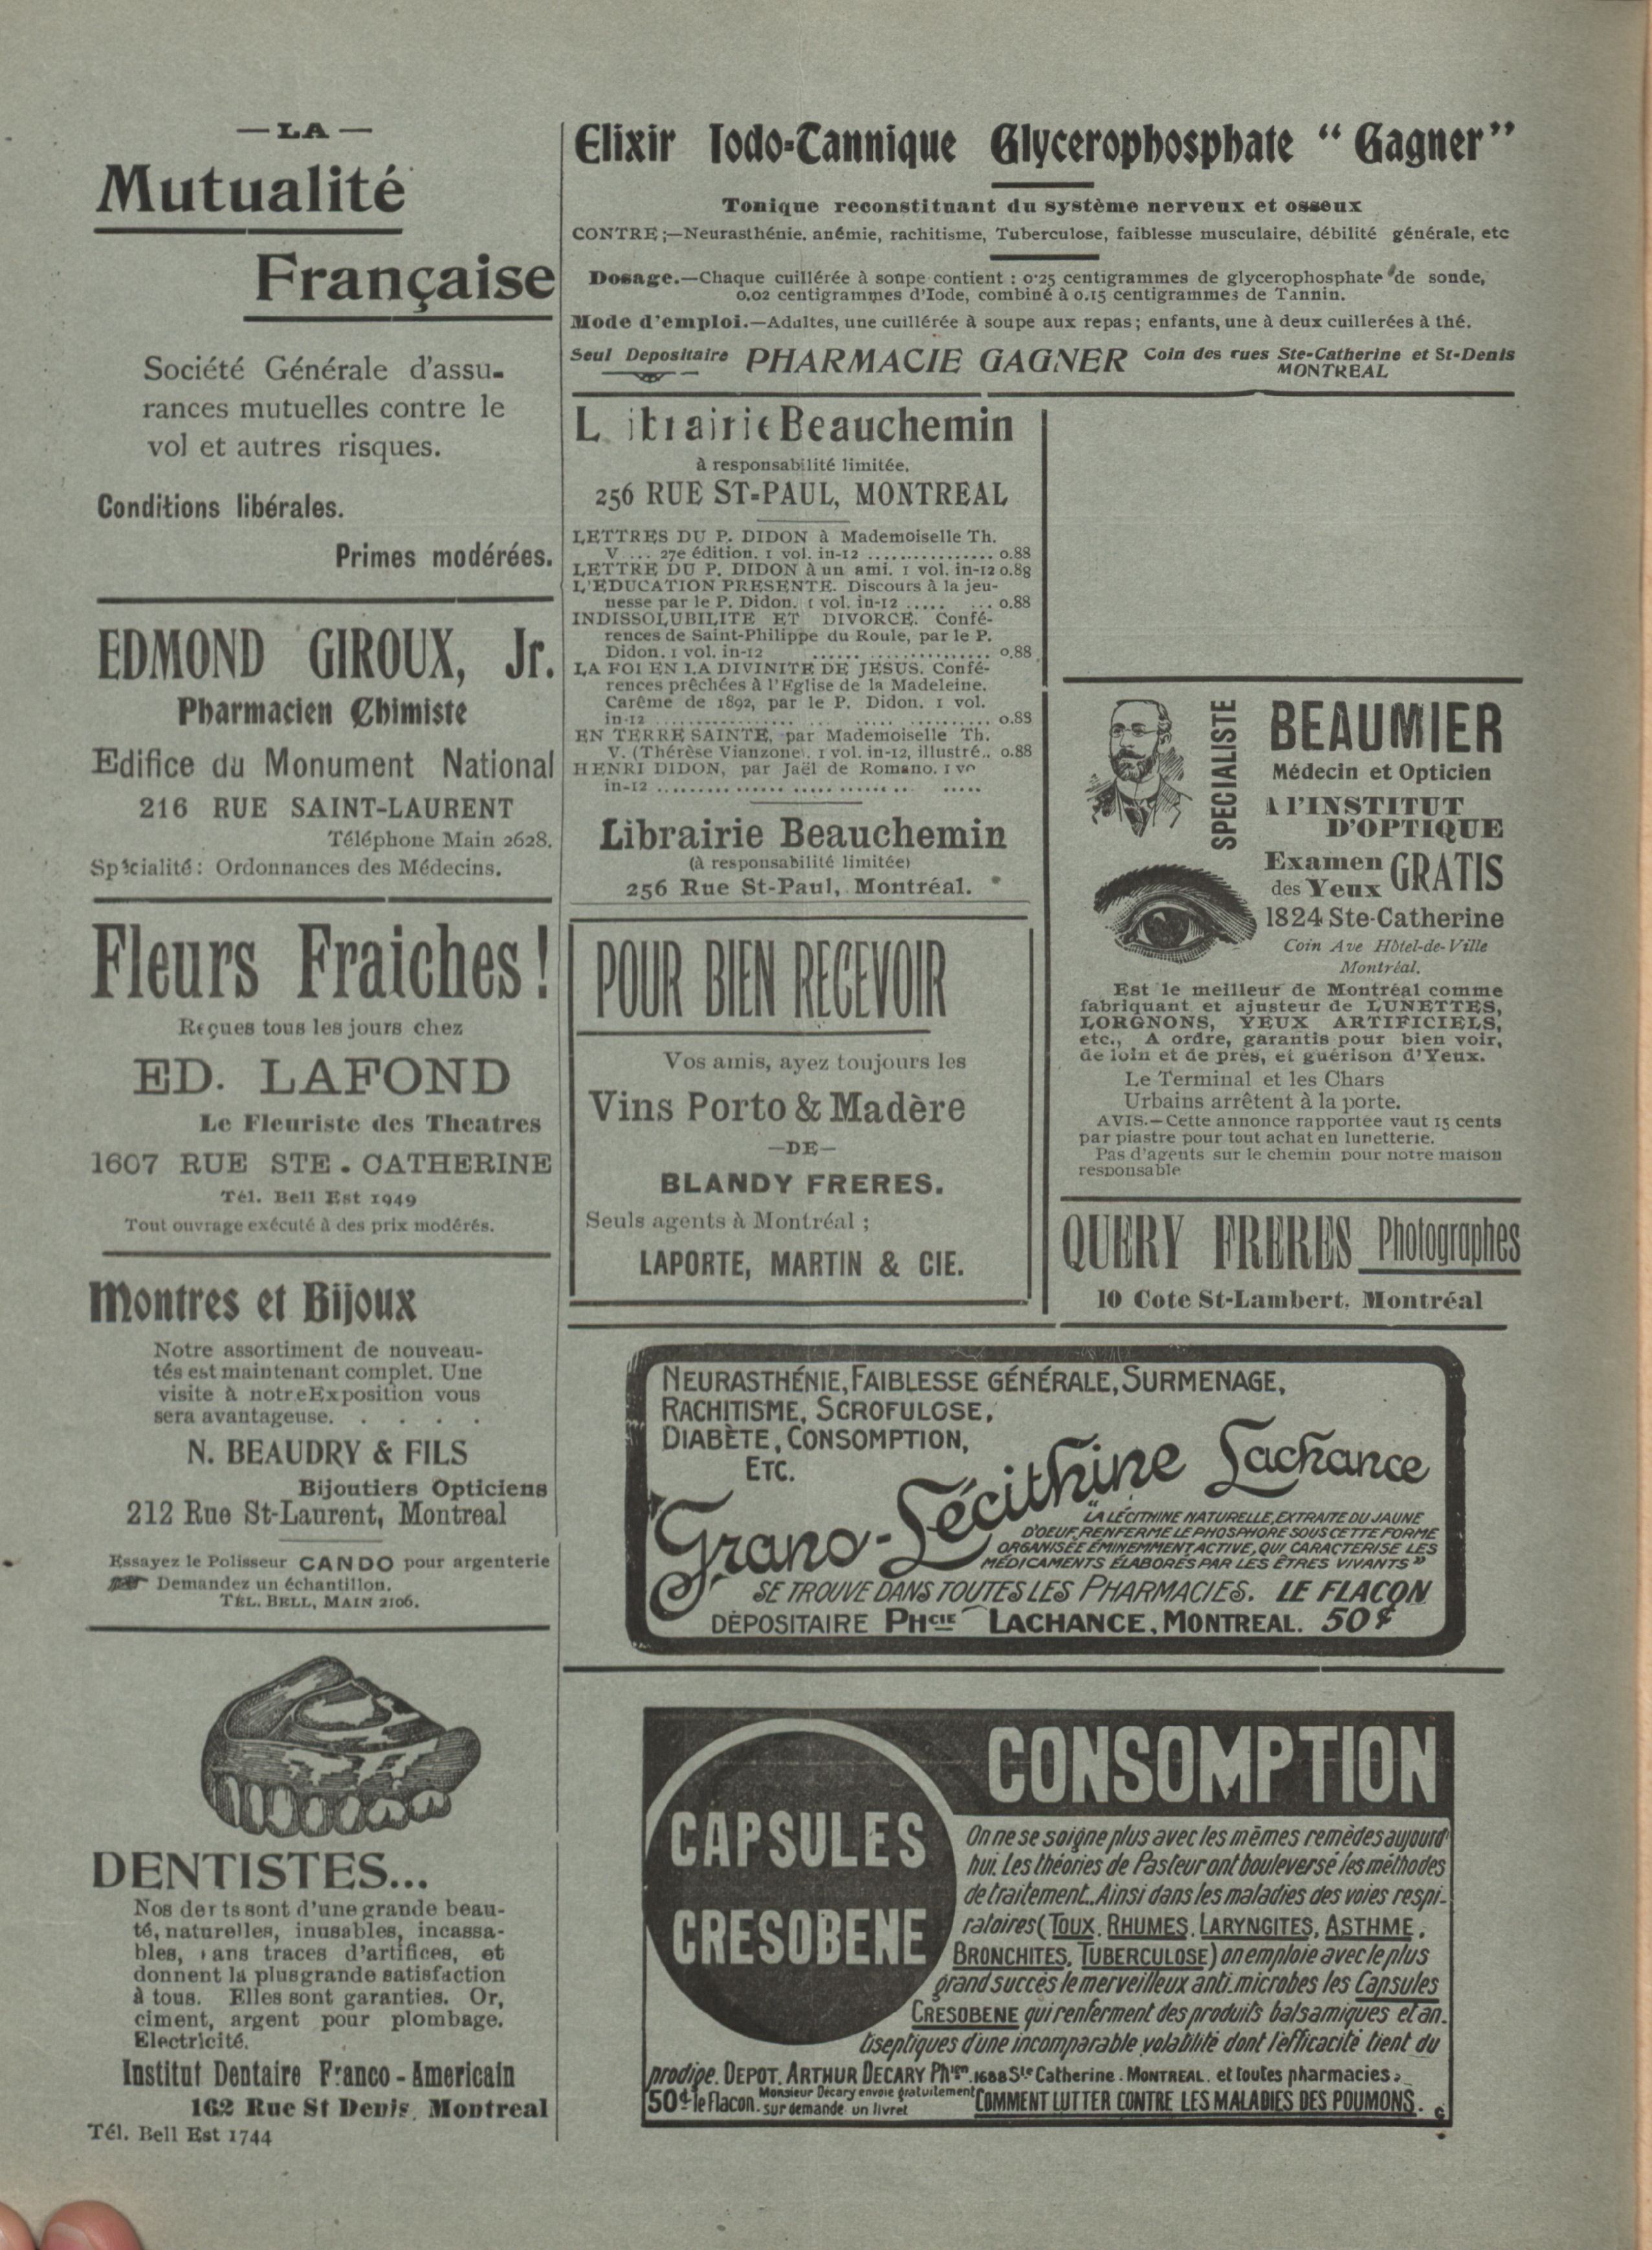 — LA —
Mutualité
Française
Société Générale d'assu-
rances mutuelles contre le
vol et autres risques.
Conditions libérales.
Primes modérées.
EDMOND GIROUX, Jr.
Pharmacien Chimiste
Edifice du Monument National
216 RUE SAINT-LAURENT
Téléphone Main 2628.
Spécialité: Ordonnances des Médecins.
Fleurs Fraiches!
Reçues tous les jours chez
ED. LAFOND
Le Fleuriste des Theatres
1607 RUE STE. CATHERINE
Tél. Bell Est 1949
Tout ouvrage exécuté à des prix modérés.
Montres et Bijoux
Notre assortiment de nouveau-
tés est maintenant complet. Une
visite à notre Exposition vous
sera avantageuse. . . . .
N. BEAUDRY & FILS
Bijoutiers Opticiens
212 Rue St-Laurent, Montreal
Essayez le Polisseur CANDO pour argenterie
Demandez un échantillon.
TÉL. BELL, MAIN 2106.
DENTISTES...
Nos derts sont d'une grande beau-
té, naturelles, inusables, incassa-
bles, ans traces d'artifices, et
donnent la plus grande satisfaction
à tous. Elles sont garanties. Or,
ciment, argent pour plombage.
Electricité.
Institut Dentaire Franco-Americain
162 Rue St Denis, Montreal
Tél. Bell Est 1744
Elixir Iodo-Tannique Glycerophosphate "Gagner"
Tonique reconstituant du système nerveux et osseux
CONTRE ;—Neurasthénie, anémie, rachitisme, Tuberculose, faiblesse musculaire, débilité générale, etc
Dosage.—Chaque cuillérée à soupe contient : 0·25 centigrammes de glycerophosphate de sonde,
0.02 centigrammes d'Iode, combiné à 0.15 centigrammes de Tannin.
Mode d'emploi.—Adultes, une cuillérée à soupe aux repas; enfants, une à deux cuillerées à thé.
Seul Depositaire PHARMACIE GAGNER Coin des rues Ste-Catherine et St-Denis
MONTREAL
Librairie Beauchemin
à responsabilité limitée.
256 RUE ST-PAUL, MONTREAL
LETTRES DU P. DIDON à Mademoiselle Th.
V ... 27e édition. 1 vol. in-12 ................ 0.88
LETTRE DU P. DIDON à un ami. 1 vol. in-12 0.88
L'EDUCATION PRESENTE. Discours à la jeu-
nesse par le P. Didon. 1 vol. in-12 ..... ... 0.88
INDISSOLUBILITE ET DIVORCE. Confé-
rences de Saint-Philippe du Roule, par le P.
Didon. 1 vol. in-12 ...... ............... 0.88
LA FOI EN LA DIVINITE DE JESUS. Confé-
rences prêchées à l'Eglise de la Madeleine.
Carême de 1892, par le P. Didon. 1 vol.
in-12 ................. ... ..... ............ 0.88
EN TERRE SAINTE, par Mademoiselle Th.
V. (Thérèse Vianzone). 1 vol. in-12, illustré.. 0.88
HENRI DIDON, par Jaël de Romano. 1 vo
in-12 ......... ...... ..... ...... .. .....
Librairie Beauchemin
(à responsabilité limitée)
256 Rue St-Paul, Montréal.
POUR BIEN RECEVOIR
Vos amis, ayez toujours les
Vins Porto & Madère
—DE—
BLANDY FRERES.
Seuls agents à Montréal ;
LAPORTE, MARTIN & CIE.
SPECIALISTE
BEAUMIER
Médecin et Opticien
A l'INSTITUT
D'OPTIQUE
Examen
des Yeux GRATIS
1824 Ste-Catherine
Coin Ave Hôtel-de-Ville
Montréal.
Est le meilleur de Montréal comme
fabriquant et ajusteur de LUNETTES,
LORGNONS, YEUX ARTIFICIELS,
etc., A ordre, garantis pour bien voir,
de loin et de près, et guérison d'Yeux.
Le Terminal et les Chars
Urbains arrêtent à la porte.
AVIS.—Cette annonce rapportée vaut 15 cents
par piastre pour tout achat en lunetterie.
Pas d'agents sur le chemin pour notre maison
responsable
QUERY FRERES Photographes
10 Cote St-Lambert, Montréal
NEURASTHÉNIE, FAIBLESSE GÉNÉRALE, SURMENAGE,
RACHITISME, SCROFULOSE,
DIABÈTE, CONSOMPTION,
ETC.
Grano-Lécithine Lachance
"LA LÉCITHINE NATURELLE, EXTRAITE DU JAUNE
D'OEUF, RENFERME LE PHOSPHORE SOUS CETTE FORME
ORGANISÉE ÉMINEMMENT ACTIVE, QUI CARACTERISE LES
MÉDICAMENTS ÉLABORÉS PAR LES ÊTRES VIVANTS"
SE TROUVE DANS TOUTES LES PHARMACIES. LE FLACON
DÉPOSITAIRE PHCIE LACHANCE, MONTREAL. 50¢
CONSOMPTION
CAPSULES
CRESOBENE
On ne se soigne plus avec les mêmes remèdes aujourd'
hui. Les théories de Pasteur ont bouleversé les méthodes
de traitement. Ainsi dans les maladies des voies respi-
ratoires (TOUX, RHUMES, LARYNGITES, ASTHME,
BRONCHITES, TUBERCULOSE) on emploie avec le plus
grand succès le merveilleux anti-microbes les Capsules
CRESOBENE qui renferment des produits balsamiques et an-
tiseptiques d'une incomparable volatilité dont l'efficacité tient du
prodige. DEPOT. ARTHUR DECARY Phien. 1688 Ste Catherine. MONTREAL. et toutes pharmacies.
50¢ le flacon. Monsieur Décary envoie gratuitement
sur demande un livret COMMENT LUTTER CONTRE LES MALADIES DES POUMONS.